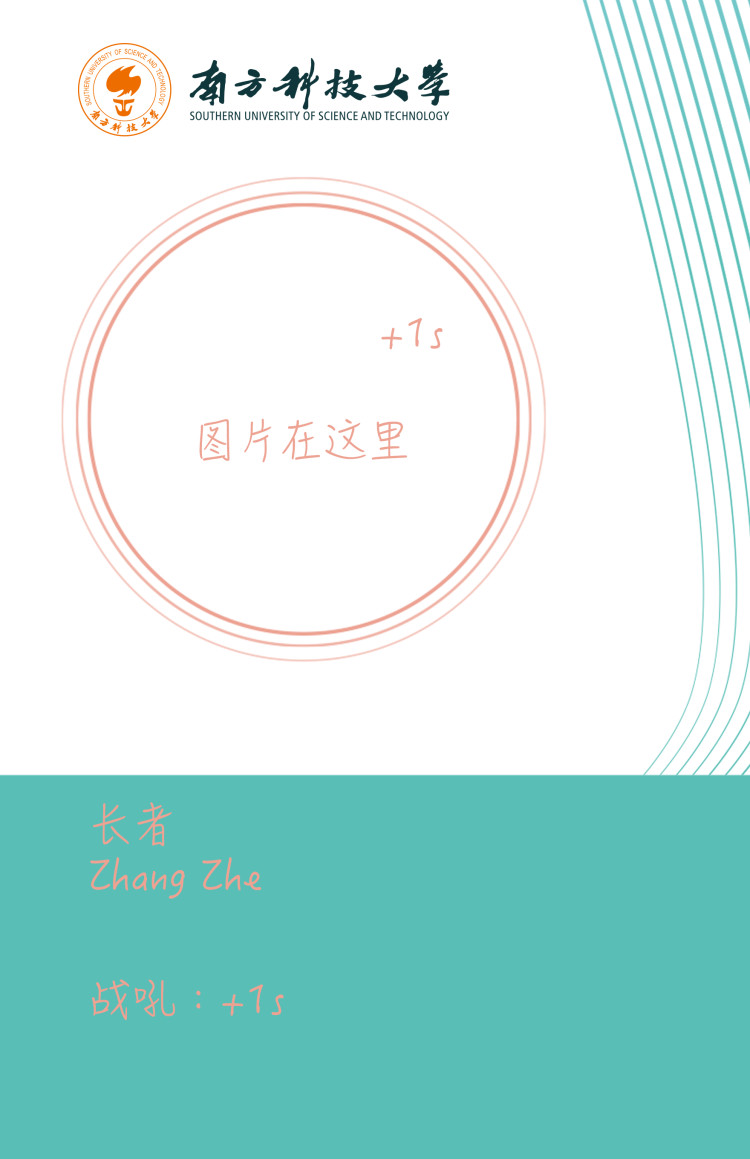 SOUTHERN UNIVERSITY OF SCIENCE AND TECHNOLOGY
南方科技大学
南方科技大学
SOUTHERN UNIVERSITY OF SCIENCE AND TECHNOLOGY
+1s
图片在这里
长者
Zhang Zhe
战吼：+1s